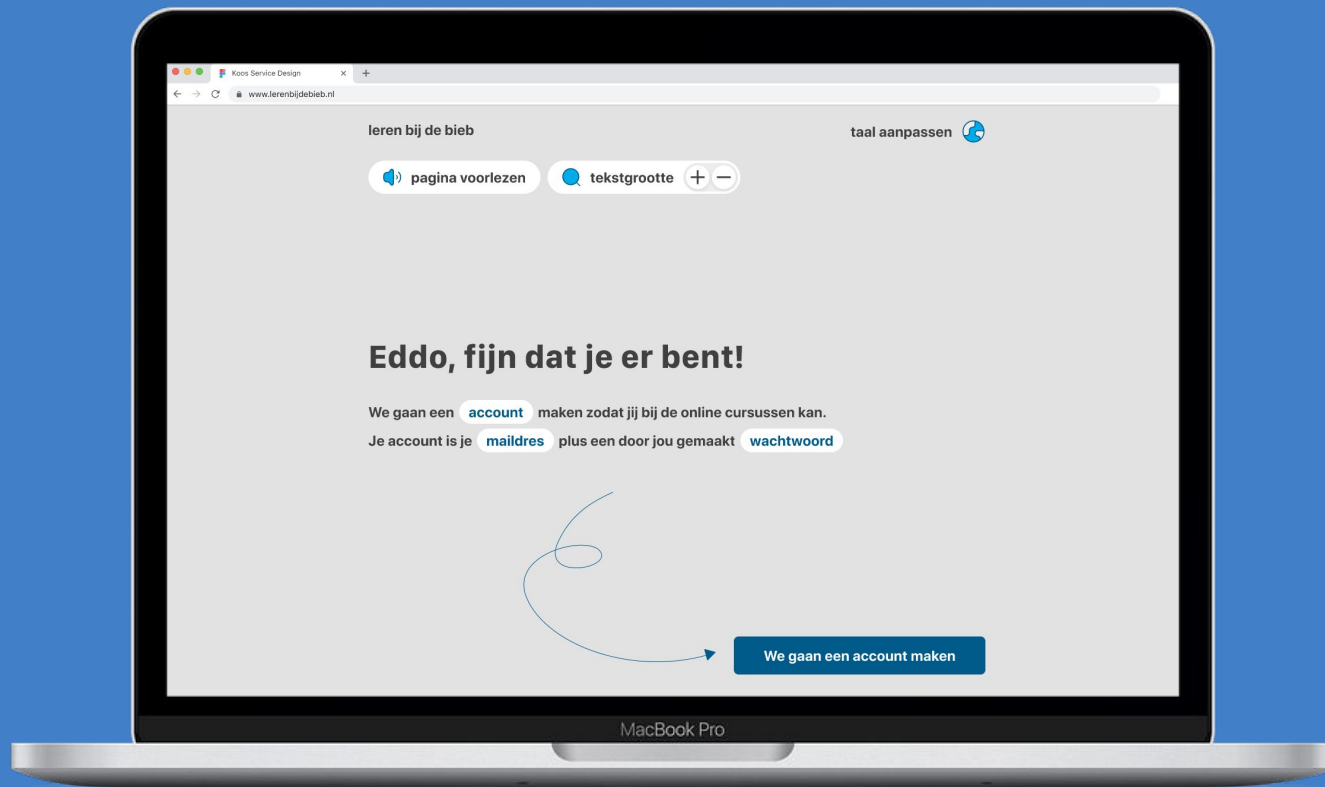 Koos Service Design
www.lerenbijdebieb.nl
leren bij de bieb
taal aanpassen
pagina voorlezen
tekstgrootte + −
Eddo, fijn dat je er bent!
We gaan een account maken zodat jij bij de online cursussen kan.
Je account is je maildres plus een door jou gemaakt wachtwoord
We gaan een account maken
MacBook Pro